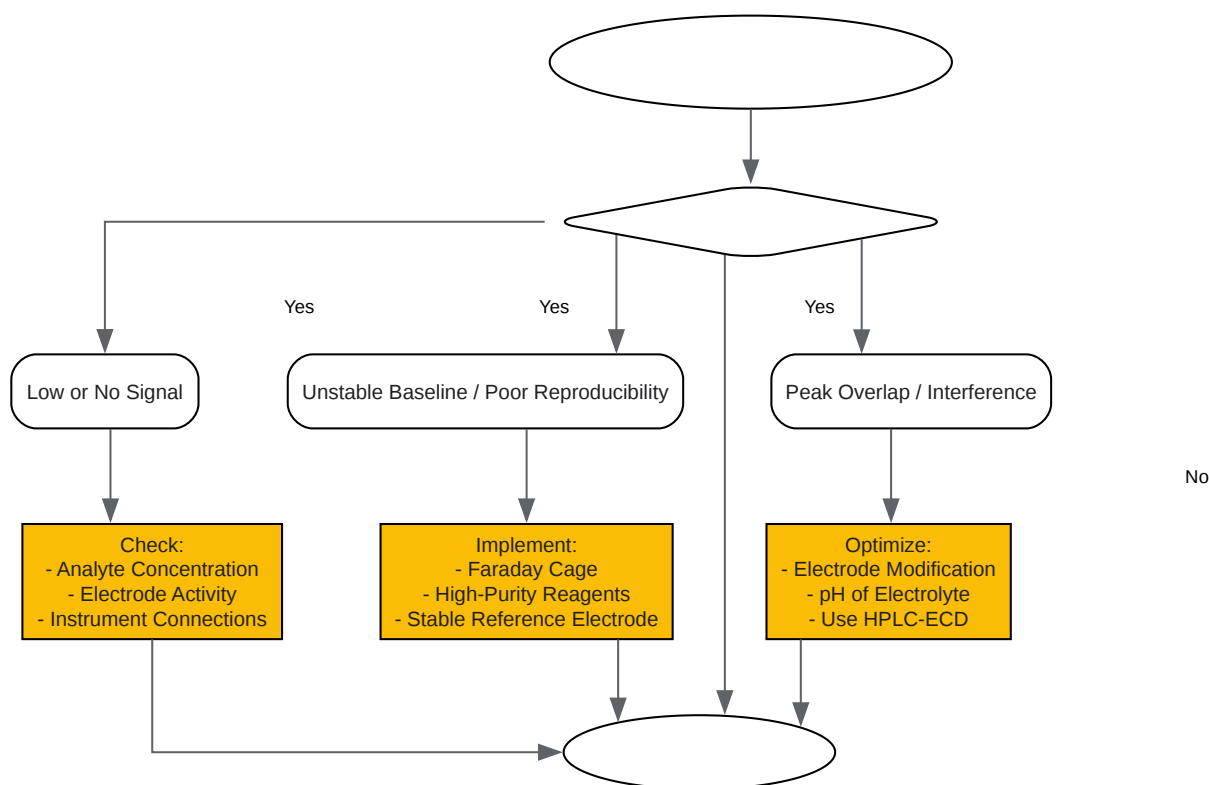 Yes
Yes
Yes
Low or No Signal
Unstable Baseline / Poor Reproducibility
Peak Overlap / Interference
No
Check:
- Analyte Concentration
- Electrode Activity
- Instrument Connections
Implement:
- Faraday Cage
- High-Purity Reagents
- Stable Reference Electrode
Optimize:
- Electrode Modification
- pH of Electrolyte
- Use HPLC-ECD